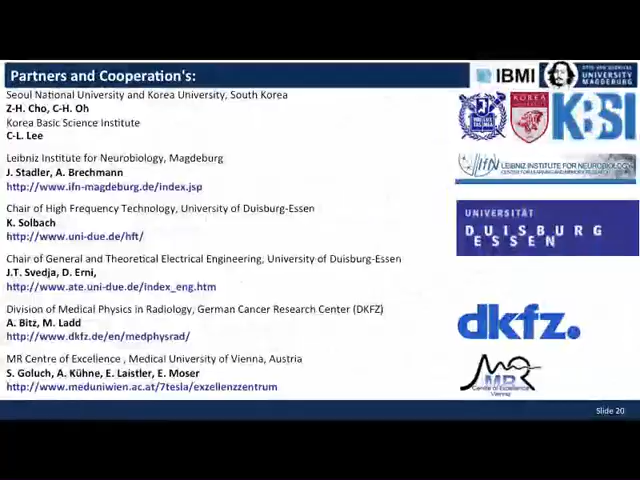 Partners and Cooperation's:
IBMI
UNIVERSITY
MAGDEBURG
Seoul National University and Korea University, South Korea
Z-H. Cho, C-H. Oh
Korea Basic Science Institute
C-L. Lee
KOREA
KBSI
Leibniz Institute for Neurobiology, Magdeburg
J. Stadler, A. Brechmann
http://www.ifn-magdeburg.de/index.jsp
LEIBNIZ INSTITUTE FOR NEUROBIOLOGY
Chair of High Frequency Technology, University of Duisburg-Essen
K. Solbach
http://www.uni-due.de/hft/
UNIVERSITÄT
DUISBURG
ESSEN
Chair of General and Theoretical Electrical Engineering, University of Duisburg-Essen
J.T. Svedja, D. Erni,
http://www.ate.uni-due.de/index_eng.htm
Division of Medical Physics in Radiology, German Cancer Research Center (DKFZ)
A. Bitz, M. Ladd
http://www.dkfz.de/en/medphysrad/
dkfz.
MR Centre of Excellence , Medical University of Vienna, Austria
S. Goluch, A. Kühne, E. Laistler, E. Moser
http://www.meduniwien.ac.at/7tesla/exzellenzzentrum
MR
Centre of Excellence
Vienna
Slide 20